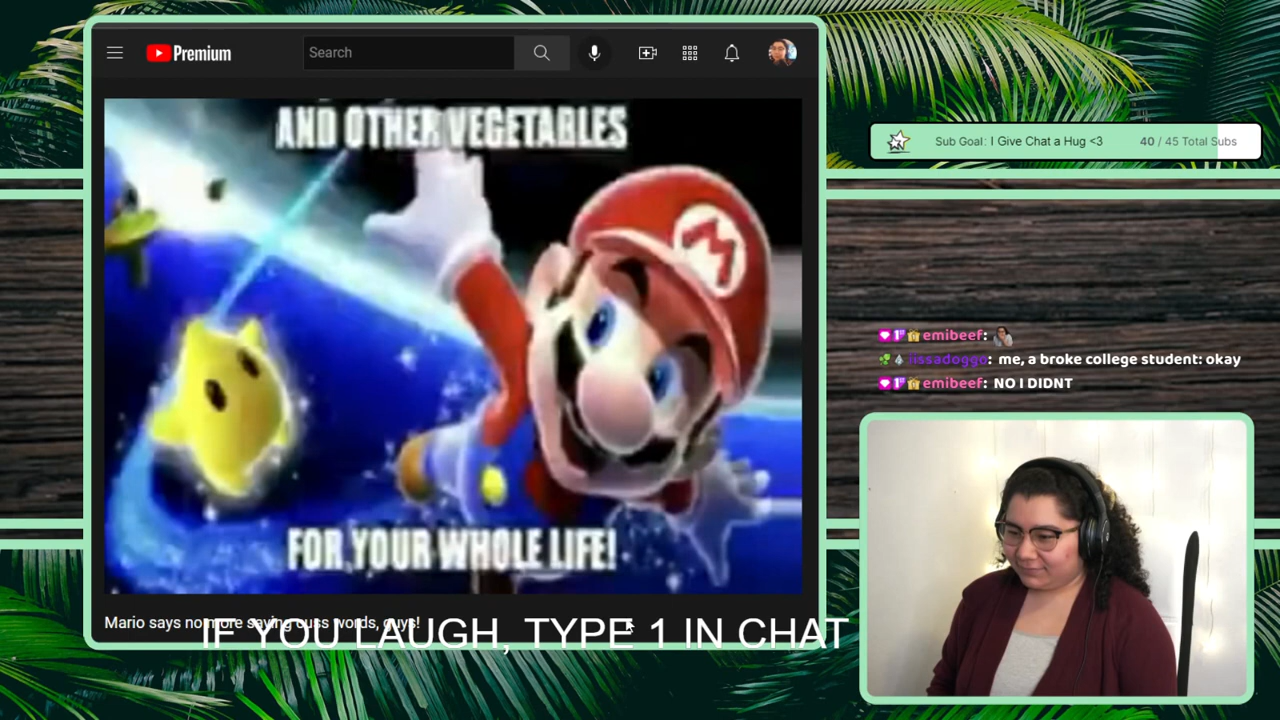 Premium
Search
AND OTHER VEGETABLES
M
FOR YOUR WHOLE LIFE!
Mario says no more saying cuss words, guys!
IF YOU LAUGH, TYPE 1 IN CHAT
Sub Goal: I Give Chat a Hug <3 40 / 45 Total Subs
emibeef:
lissadoggo: me, a broke college student: okay
emibeef: NO I DIDNT